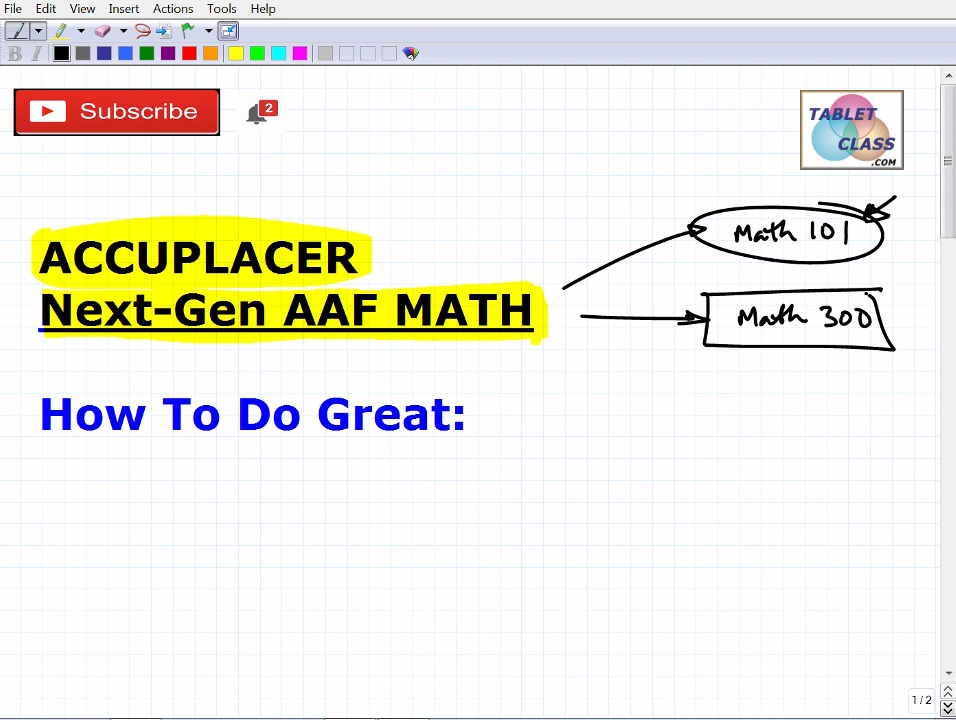 File Edit View Insert Actions Tools Help
B I
Subscribe 2
TABLET
CLASS
.COM
ACCUPLACER
Next-Gen AAF MATH
Math 101
Math 300
How To Do Great:
1 / 2